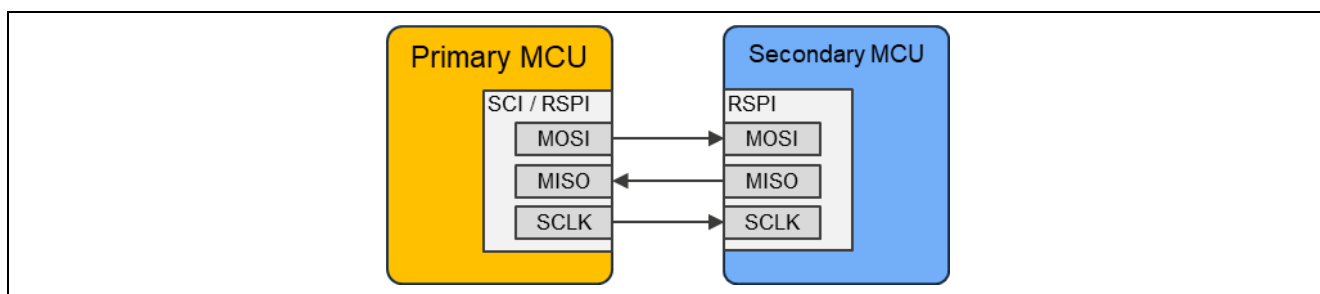 Primary MCU
Secondary MCU
SCI / RSPI
RSPI
MOSI
MOSI
MISO
MISO
SCLK
SCLK